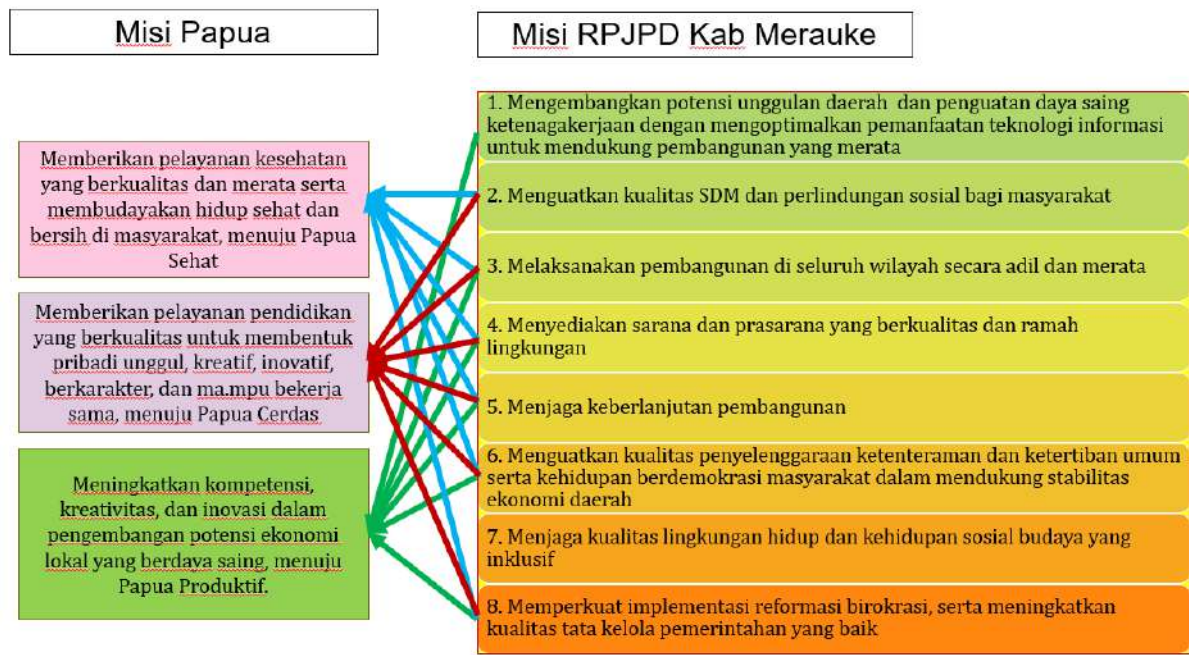 Misi Papua
Memberikan pelayanan kesehatan
yang berkualitas dan merata serta
membudayakan hidup sehat dan
bersih di masyarakat, menuju Papua
Sehat
Memberikan pelayanan pendidikan
yang berkualitas untuk membentuk
pribadi unggul, kreatif, inovatif,
berkarakter, dan ma.mpu bekerja
sama, menuju Papua Cerdas
Meningkatkan kompetensi,
kreativitas, dan inovasi dalam
pengembangan potensi ekonomi
lokal yang berdaya saing, menuju
Papua Produktif.
Misi RPJPD Kab Merauke
1. Mengembangkan potensi unggulan daerah dan penguatan daya saing
ketenagakerjaan dengan mengoptimalkan pemanfaatan teknologi informasi
untuk mendukung pembangunan yang merata
2. Menguatkan kualitas SDM dan perlindungan sosial bagi masyarakat
3. Melaksanakan pembangunan di seluruh wilayah secara adil dan merata
4. Menyediakan sarana dan prasarana yang berkualitas dan ramah
lingkungan
5. Menjaga keberlanjutan pembangunan
6. Menguatkan kualitas penyelenggaraan ketenteraman dan ketertiban umum
serta kehidupan berdemokrasi masyarakat dalam mendukung stabilitas
ekonomi daerah
7. Menjaga kualitas lingkungan hidup dan kehidupan sosial budaya yang
inklusif
8. Memperkuat implementasi reformasi birokrasi, serta meningkatkan
kualitas tata kelola pemerintahan yang baik